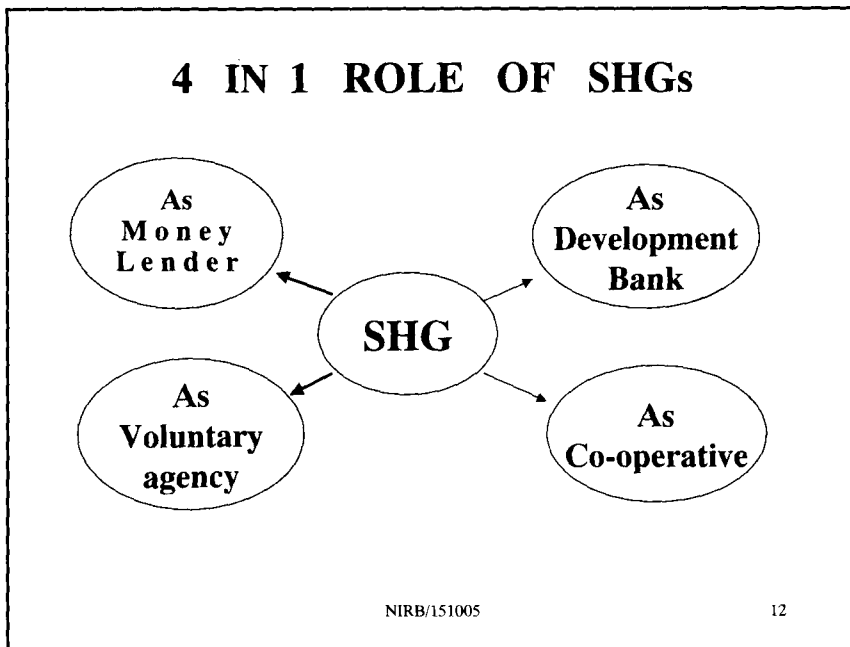 4 IN 1 ROLE OF SHGs
As
Money
Lender
As
Development
Bank
SHG
As
Voluntary
agency
As
Co-operative
NIRB/151005
12